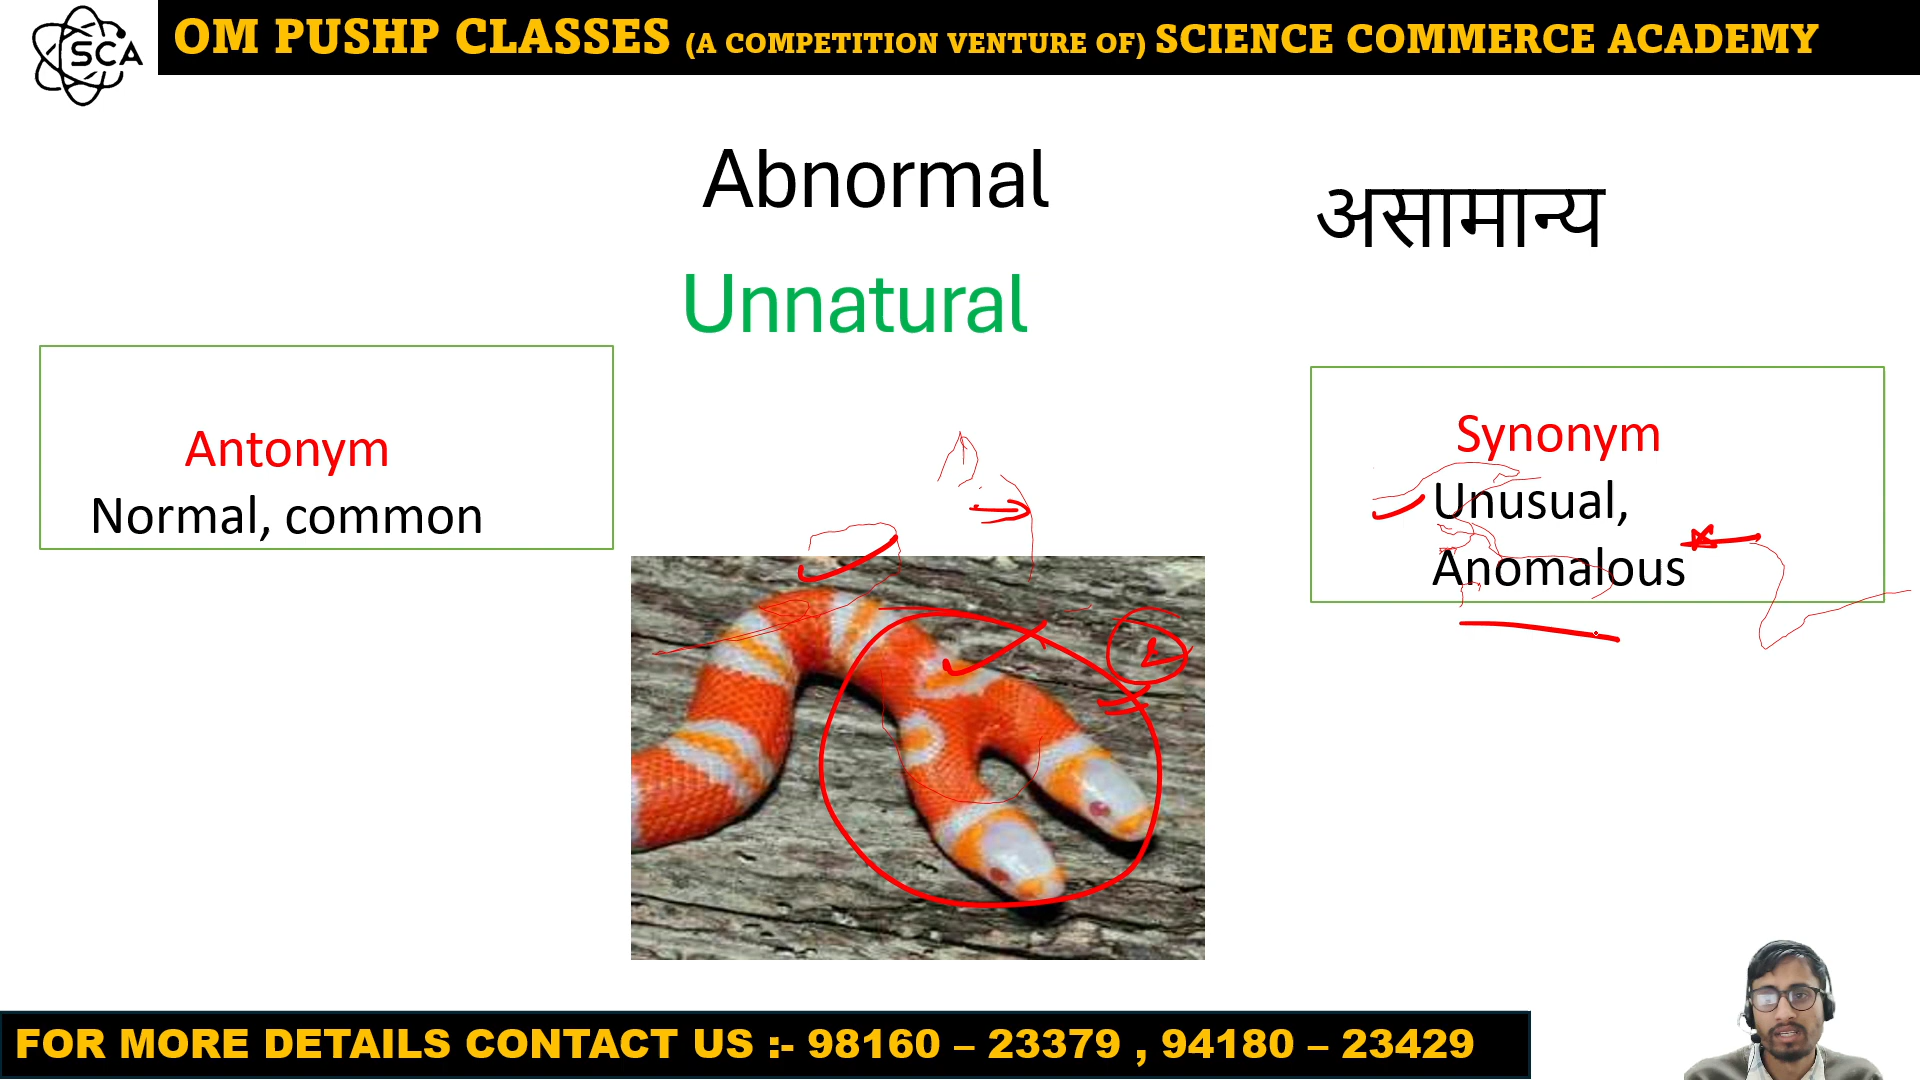 SCA
OM PUSHP CLASSES (A COMPETITION VENTURE OF) SCIENCE COMMERCE ACADEMY
Abnormal
असामान्य
Unnatural
Antonym
Normal, common
Synonym
Unusual,
Anomalous
FOR MORE DETAILS CONTACT US :- 98160 – 23379 , 94180 – 23429